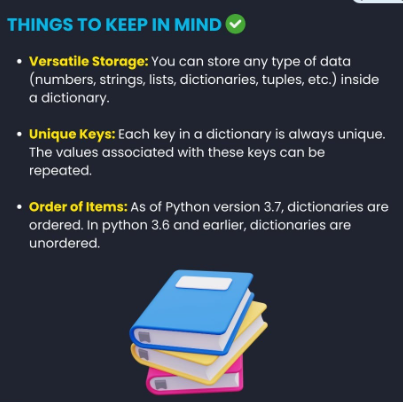 THINGS TO KEEP IN MIND
• Versatile Storage: You can store any type of data
(numbers, strings, lists, dictionaries, tuples, etc.) inside
a dictionary.
• Unique Keys: Each key in a dictionary is always unique.
The values associated with these keys can be
repeated.
• Order of Items: As of Python version 3.7, dictionaries are
ordered. In python 3.6 and earlier, dictionaries are
unordered.